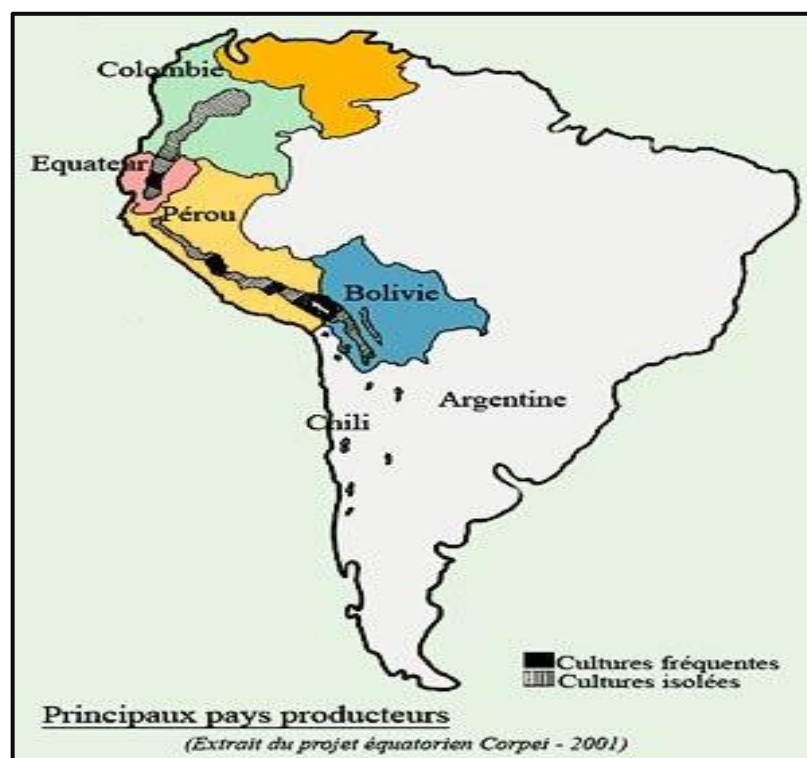 Colombie
Equateur
Pérou
Bolivie
Argentine
Chili
Cultures fréquentes
Cultures isolées
Principaux pays producteurs
(Extrait du projet équatorien Corpei - 2001)